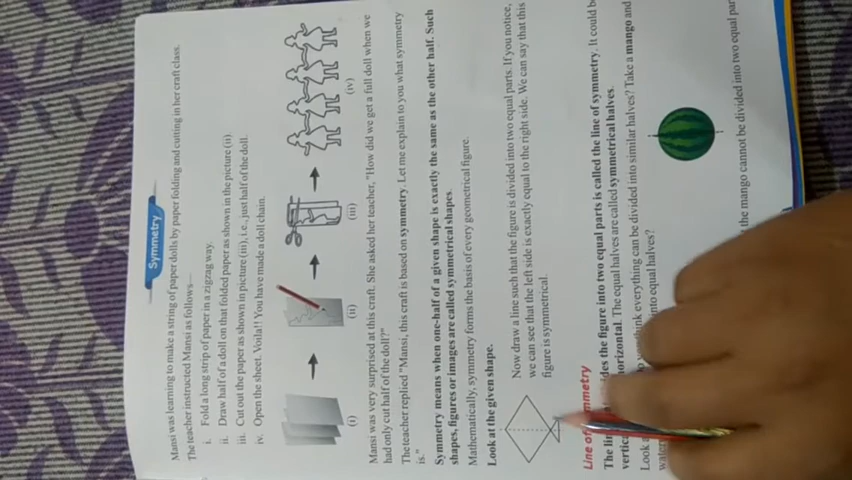 Symmetry
Mansi was learning to make a string of paper dolls by paper folding and cutting in her craft class.
The teacher instructed Mansi as follows—
i. Fold a long strip of paper in a zigzag way.
ii. Draw half of a doll on that folded paper as shown in the picture (ii).
iii. Cut out the paper as shown in picture (iii), i.e., just half of the doll.
iv. Open the sheet. Voila!! You have made a doll chain.
(i) (ii) (iii) (iv)
Mansi was very surprised at this craft. She asked her teacher, "How did we get a full doll when we
had only cut half of the doll?"
The teacher replied "Mansi, this craft is based on symmetry. Let me explain to you what symmetry
is."
Symmetry means when one-half of a given shape is exactly the same as the other half. Such
shapes, figures or images are called symmetrical shapes.
Mathematically, symmetry forms the basis of every geometrical figure.
Look at the given shape.
Now draw a line such that the figure is divided into two equal parts. If you notice,
we can see that the left side is exactly equal to the right side. We can say that this
figure is symmetrical.
Line of mmetry
The lin des the figure into two equal parts is called the line of symmetry. It could b
vertic horizontal. The equal halves are called symmetrical halves.
Look think everything can be divided into similar halves? Take a mango and
wate into equal halves?
the mango cannot be divided into two equal par